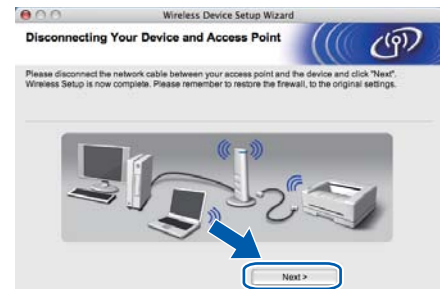 Wireless Device Setup Wizard
Disconnecting Your Device and Access Point
Please disconnect the network cable between your access point and the device and click "Next".
Wireless Setup is now complete. Please remember to restore the firewall, to the original settings.
Next >